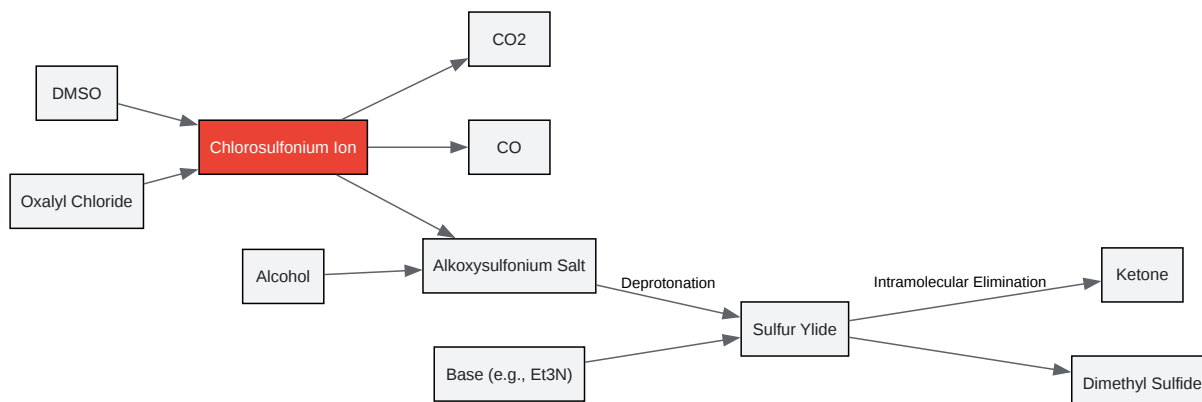 CO2
DMSO
Chlorosulfonium Ion
CO
Oxalyl Chloride
Alkoxysulfonium Salt
Alcohol
Deprotonation
Intramolecular Elimination
Ketone
Sulfur Ylide
Base (e.g., Et3N)
Dimethyl Sulfide